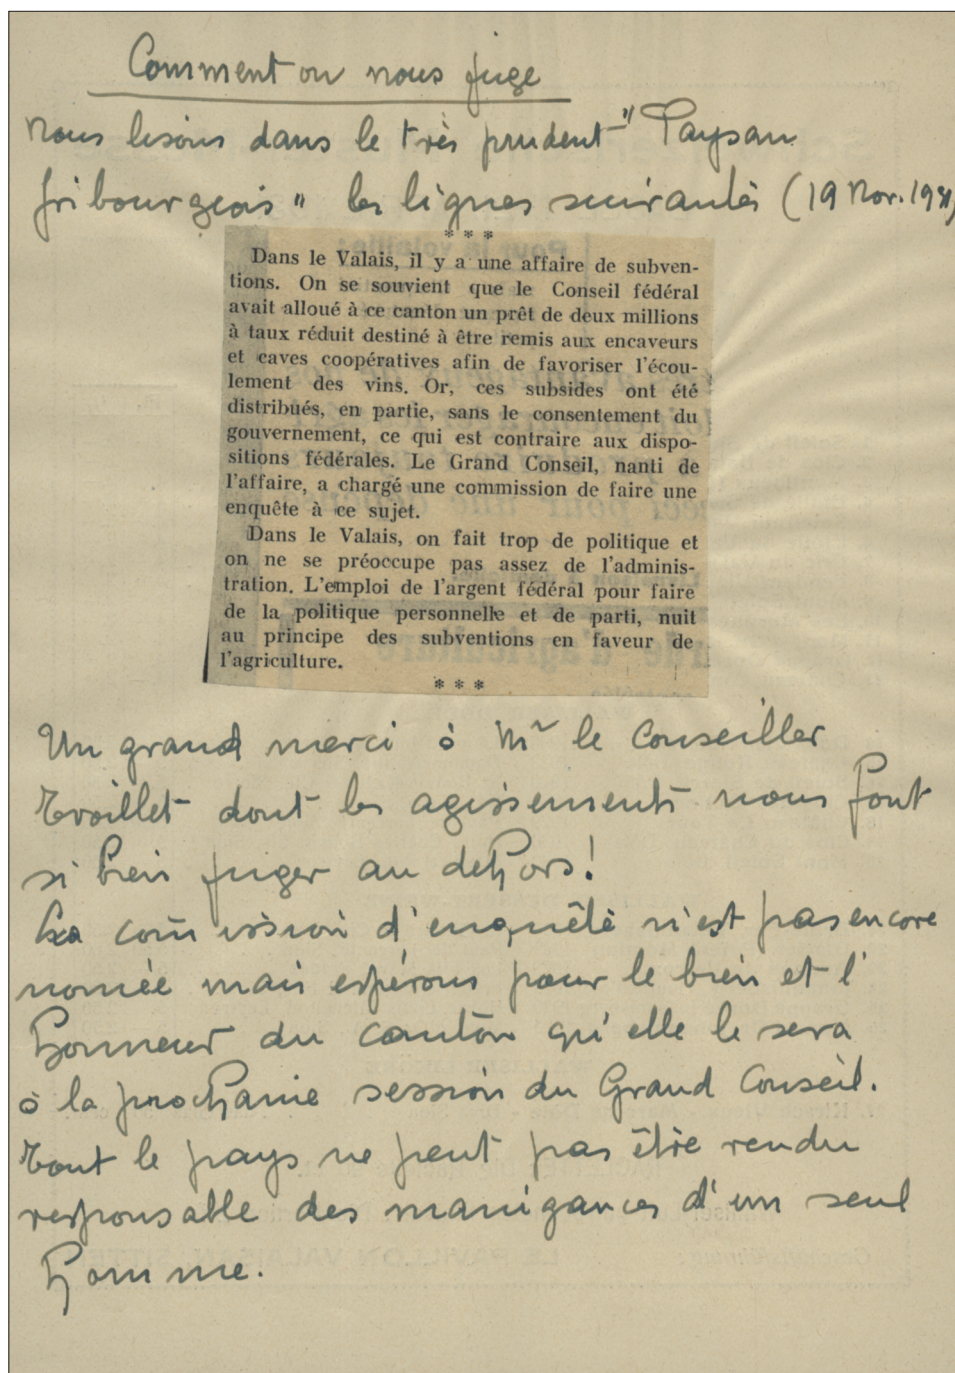 Comment on nous juge
Nous lisons dans le très prudent "Paysan
fribourgeois" les lignes suivantes (19 Nov.
* * *
Dans le Valais, il y a une affaire de subven-
tions. On se souvient que le Conseil fédéral
avait alloué à ce canton un prêt de deux millions
à taux réduit destiné à être remis aux encaveurs
et caves coopératives afin de favoriser l'écou-
lement des vins. Or, ces subsides ont été
distribués, en partie, sans le consentement du
gouvernement, ce qui est contraire aux dispo-
sitions fédérales. Le Grand Conseil, nanti de
l'affaire, a chargé une commission de faire une
enquête à ce sujet.
Dans le Valais, on fait trop de politique et
on ne se préoccupe pas assez de l'adminis-
tration. L'emploi de l'argent fédéral pour faire
de la politique personnelle et de parti, nuit
au principe des subventions en faveur de
l'agriculture.
* * *
Un grand merci à Mr le Conseiller
Troillet dont les agissements nous font
si bien juger au dehors!
La com̄ission d'enquête n'est pas encore
nomée mais espérons pour le bien et l'
honneur du canton qu'elle le sera
à la prochaine session du Grand Conseil.
Tout le pays ne peut pas être rendu
responsable des manigances d'un seul
homme.